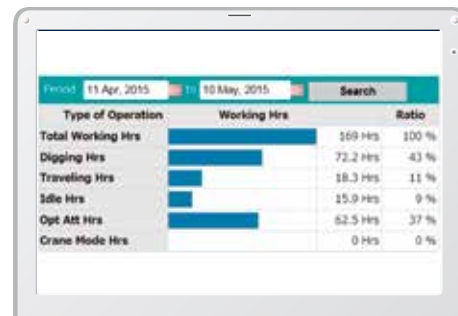 Period 11 Apr, 2015 to 10 May, 2015 Search
Type of Operation Working Hrs Ratio
Total Working Hrs 169 Hrs 100 %
Digging Hrs 72.2 Hrs 43 %
Traveling Hrs 18.3 Hrs 11 %
Idle Hrs 15.9 Hrs 9 %
Opt Att Hrs 62.5 Hrs 37 %
Crane Mode Hrs 0 Hrs 0 %